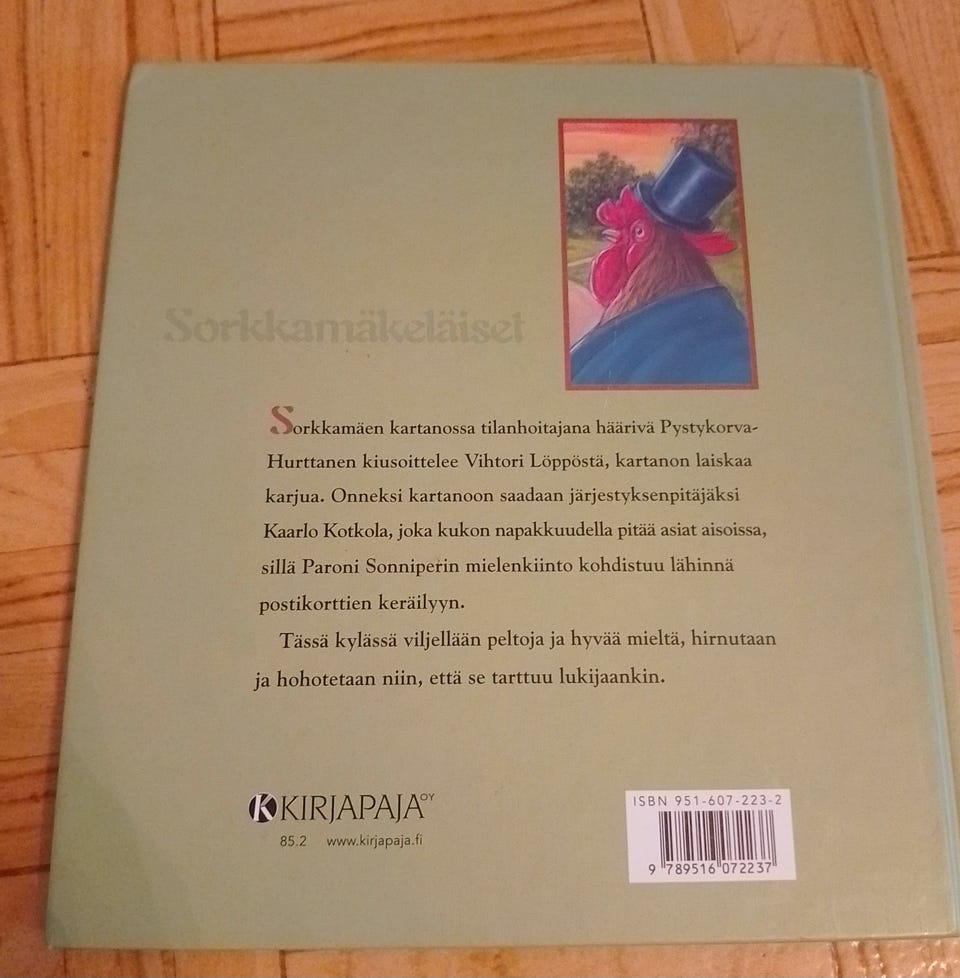 Sorkkamäkeläiset
Sorkkamäen kartanossa tilanhoitajana häärivä Pystykorva-
Hurttanen kiusoittelee Vihtori Löppöstä, kartanon laiskaa
karjua. Onneksi kartanoon saadaan järjestyksenpitäjäksi
Kaarlo Kotkola, joka kukon napakkuudella pitää asiat aisoissa,
sillä Paroni Sonniperin mielenkiinto kohdistuu lähinnä
postikorttien keräilyyn.
Tässä kylässä viljellään peltoja ja hyvää mieltä, hirnutaan
ja hohotetaan niin, että se tarttuu lukijaankin.
K KIRJAPAJA OY
85.2 www.kirjapaja.fi
ISBN 951-607-223-2
9 789516 072237